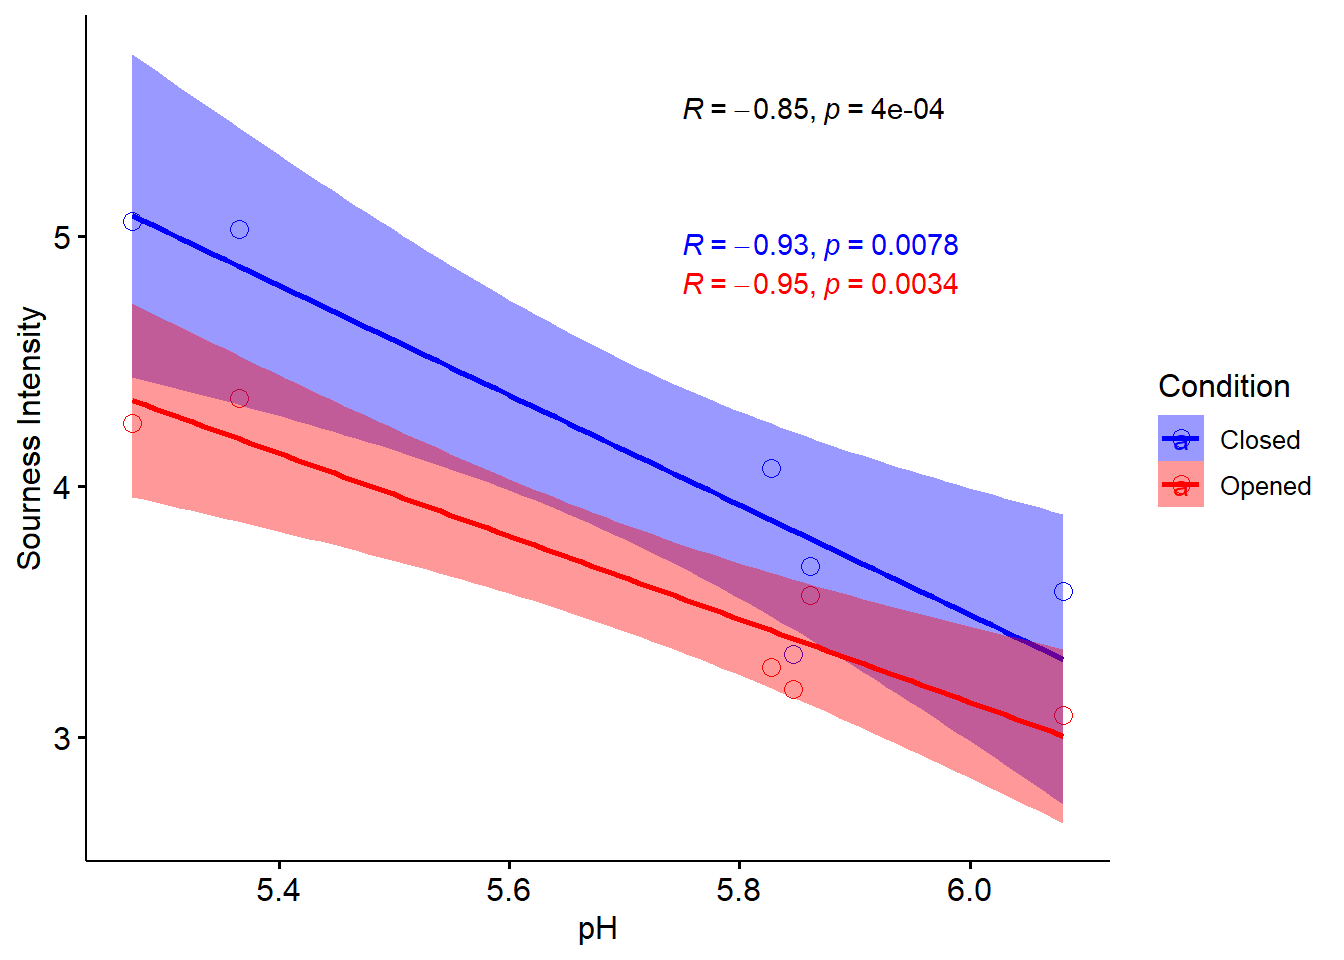 R = −0.85, p = 4e-04
R = −0.93, p = 0.0078
R = −0.95, p = 0.0034
5
4
3
Sourness Intensity
5.4 5.6 5.8 6.0
pH
Condition
a Closed
a Opened